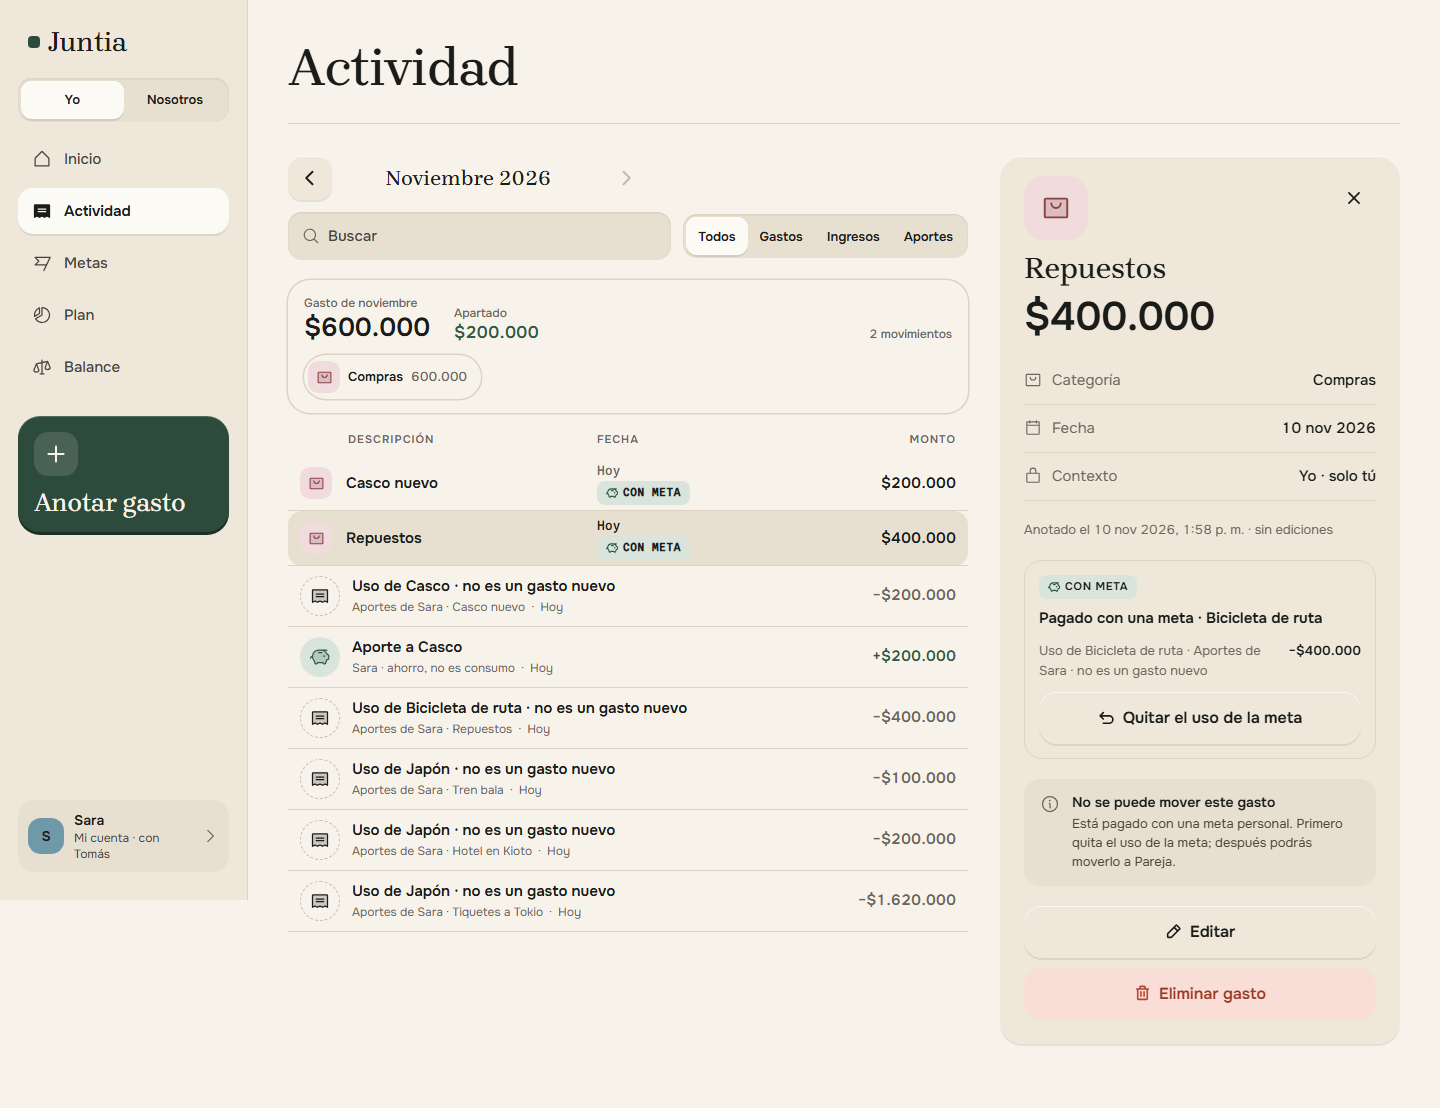 Juntia
Yo
Nosotros
Inicio
Actividad
Metas
Plan
Balance
Anotar gasto
S
Sara
Mi cuenta · con
Tomás
Actividad
Noviembre 2026
Buscar
Todos
Gastos
Ingresos
Aportes
Gasto de noviembre
$600.000
Apartado
$200.000
2 movimientos
Compras 600.000
DESCRIPCIÓN
FECHA
MONTO
Casco nuevo
Hoy
CON META
$200.000
Repuestos
Hoy
CON META
$400.000
Uso de Casco · no es un gasto nuevo
Aportes de Sara · Casco nuevo · Hoy
−$200.000
Aporte a Casco
Sara · ahorro, no es consumo · Hoy
+$200.000
Uso de Bicicleta de ruta · no es un gasto nuevo
Aportes de Sara · Repuestos · Hoy
−$400.000
Uso de Japón · no es un gasto nuevo
Aportes de Sara · Tren bala · Hoy
−$100.000
Uso de Japón · no es un gasto nuevo
Aportes de Sara · Hotel en Kioto · Hoy
−$200.000
Uso de Japón · no es un gasto nuevo
Aportes de Sara · Tiquetes a Tokio · Hoy
−$1.620.000
Repuestos
$400.000
Categoría
Compras
Fecha
10 nov 2026
Contexto
Yo · solo tú
Anotado el 10 nov 2026, 1:58 p. m. · sin ediciones
CON META
Pagado con una meta · Bicicleta de ruta
Uso de Bicicleta de ruta · Aportes de
Sara · no es un gasto nuevo
−$400.000
Quitar el uso de la meta
No se puede mover este gasto
Está pagado con una meta personal. Primero
quita el uso de la meta; después podrás
moverlo a Pareja.
Editar
Eliminar gasto